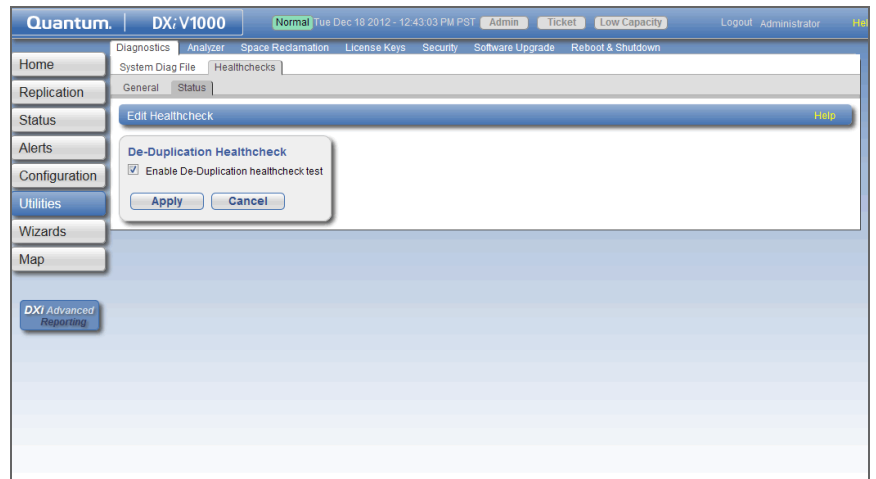 Quantum. DXi V1000 Normal Tue Dec 18 2012 - 12:43:03 PM PST Admin Ticket Low Capacity Logout Administrator Hel
Diagnostics Analyzer Space Reclamation License Keys Security Software Upgrade Reboot & Shutdown
Home
System Diag File Healthchecks
Replication
General Status
Status
Edit Healthcheck Help
Alerts
De-Duplication Healthcheck
Configuration
Enable De-Duplication healthcheck test
Utilities
Apply Cancel
Wizards
Map
DXi Advanced
Reporting